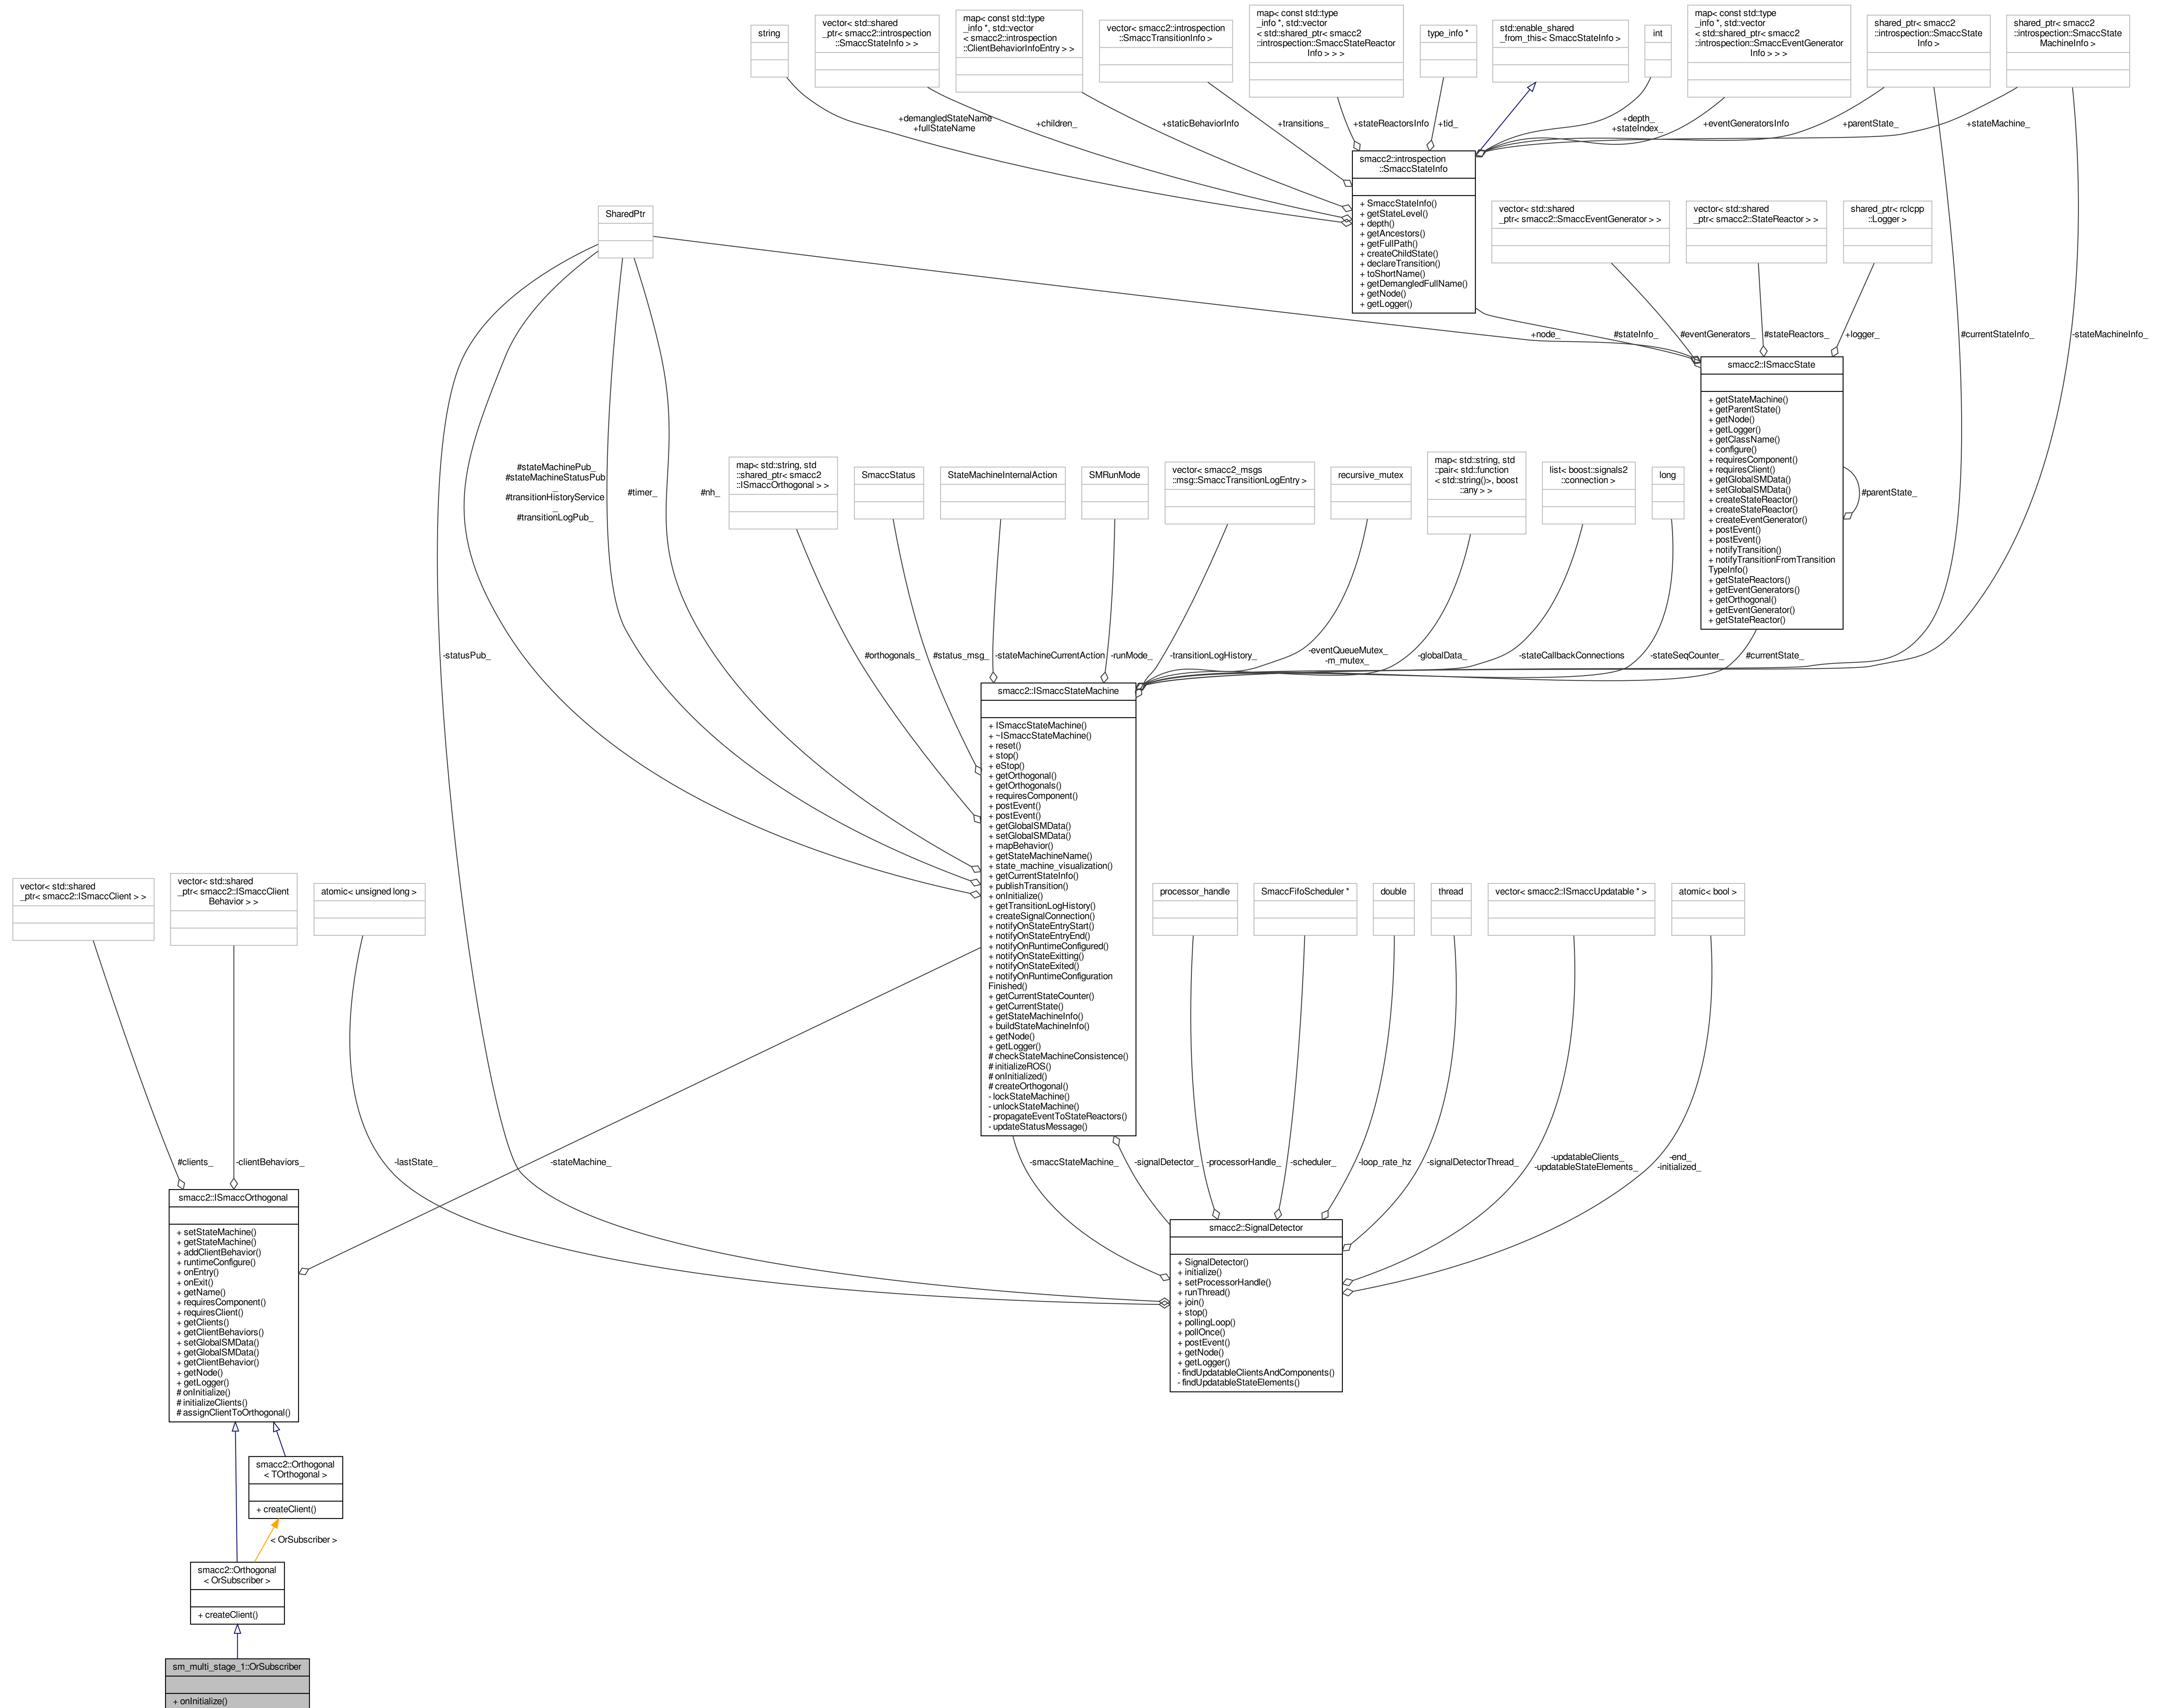 string
vector< std::shared
_ptr< smacc2::introspection
::SmaccStateInfo > >
map< const std::type
_info *, std::vector
< smacc2::introspection
::ClientBehaviorInfoEntry > >
vector< smacc2::introspection
::SmaccTransitionInfo >
map< const std::type
_info *, std::vector
< std::shared_ptr< smacc2
::introspection::SmaccStateReactor
Info > > >
type_info *
std::enable_shared
_from_this< SmaccStateInfo >
int
map< const std::type
_info *, std::vector
< std::shared_ptr< smacc2
::introspection::SmaccEventGenerator
Info > > >
shared_ptr< smacc2
::introspection::SmaccState
Info >
shared_ptr< smacc2
::introspection::SmaccState
MachineInfo >
+demangledStateName
+fullStateName
+children_
+staticBehaviorInfo
+transitions_
+stateReactorsInfo
+tid_
+depth_
+stateIndex_
+eventGeneratorsInfo
+parentState_
+stateMachine_
smacc2::introspection
::SmaccStateInfo
+ SmaccStateInfo()
+ getStateLevel()
+ depth()
+ getAncestors()
+ getFullPath()
+ createChildState()
+ declareTransition()
+ toShortName()
+ getDemangledFullName()
+ getNode()
+ getLogger()
SharedPtr
vector< std::shared
_ptr< smacc2::SmaccEventGenerator > >
vector< std::shared
_ptr< smacc2::StateReactor > >
shared_ptr< rclcpp
::Logger >
+node_
#stateInfo_
#eventGenerators_
#stateReactors_
+logger_
#currentStateInfo_
-stateMachineInfo_
smacc2::ISmaccState
+ getStateMachine()
+ getParentState()
+ getNode()
+ getLogger()
+ getClassName()
+ configure()
+ requiresComponent()
+ requiresClient()
+ getGlobalSMData()
+ setGlobalSMData()
+ createStateReactor()
+ createStateReactor()
+ createEventGenerator()
+ postEvent()
+ postEvent()
+ notifyTransition()
+ notifyTransitionFromTransition
TypeInfo()
+ getStateReactors()
+ getEventGenerators()
+ getOrthogonal()
+ getEventGenerator()
+ getStateReactor()
#parentState_
#stateMachinePub_
#stateMachineStatusPub
_
#transitionHistoryService
_
#transitionLogPub_
#timer_
#nh_
map< std::string, std
::shared_ptr< smacc2
::ISmaccOrthogonal > >
SmaccStatus
StateMachineInternalAction
SMRunMode
vector< smacc2_msgs
::msg::SmaccTransitionLogEntry >
recursive_mutex
map< std::string, std
::pair< std::function
< std::string()>, boost
::any > >
list< boost::signals2
::connection >
long
-statusPub_
#orthogonals_
#status_msg_
-stateMachineCurrentAction
-runMode_
-transitionLogHistory_
-eventQueueMutex_
-m_mutex_
-globalData_
-stateCallbackConnections
-stateSeqCounter_
#currentState_
smacc2::ISmaccStateMachine
+ ISmaccStateMachine()
+ ~ISmaccStateMachine()
+ reset()
+ stop()
+ eStop()
+ getOrthogonal()
+ getOrthogonals()
+ requiresComponent()
+ postEvent()
+ postEvent()
+ getGlobalSMData()
+ setGlobalSMData()
+ mapBehavior()
+ getStateMachineName()
+ state_machine_visualization()
+ getCurrentStateInfo()
+ publishTransition()
+ onInitialize()
+ getTransitionLogHistory()
+ createSignalConnection()
+ notifyOnStateEntryStart()
+ notifyOnStateEntryEnd()
+ notifyOnRuntimeConfigured()
+ notifyOnStateExitting()
+ notifyOnStateExited()
+ notifyOnRuntimeConfiguration
Finished()
+ getCurrentStateCounter()
+ getCurrentState()
+ getStateMachineInfo()
+ buildStateMachineInfo()
+ getNode()
+ getLogger()
# checkStateMachineConsistence()
# initializeROS()
# onInitialized()
# createOrthogonal()
- lockStateMachine()
- unlockStateMachine()
- propagateEventToStateReactors()
- updateStatusMessage()
vector< std::shared
_ptr< smacc2::ISmaccClient > >
vector< std::shared
_ptr< smacc2::ISmaccClient
Behavior > >
atomic< unsigned long >
processor_handle
SmaccFifoScheduler *
double
thread
vector< smacc2::ISmaccUpdatable * >
atomic< bool >
#clients_
-clientBehaviors_
-lastState_
-stateMachine_
-smaccStateMachine_
-signalDetector_
-processorHandle_
-scheduler_
-loop_rate_hz
-signalDetectorThread_
-updatableClients_
-updatableStateElements_
-end_
-initialized_
smacc2::ISmaccOrthogonal
+ setStateMachine()
+ getStateMachine()
+ addClientBehavior()
+ runtimeConfigure()
+ onEntry()
+ onExit()
+ getName()
+ requiresComponent()
+ requiresClient()
+ getClients()
+ getClientBehaviors()
+ setGlobalSMData()
+ getGlobalSMData()
+ getClientBehavior()
+ getNode()
+ getLogger()
# onInitialize()
# initializeClients()
# assignClientToOrthogonal()
smacc2::SignalDetector
+ SignalDetector()
+ initialize()
+ setProcessorHandle()
+ runThread()
+ join()
+ stop()
+ pollingLoop()
+ pollOnce()
+ postEvent()
+ getNode()
+ getLogger()
- findUpdatableClientsAndComponents()
- findUpdatableStateElements()
smacc2::Orthogonal
< TOrthogonal >
+ createClient()
< OrSubscriber >
smacc2::Orthogonal
< OrSubscriber >
+ createClient()
sm_multi_stage_1::OrSubscriber
+ onInitialize()